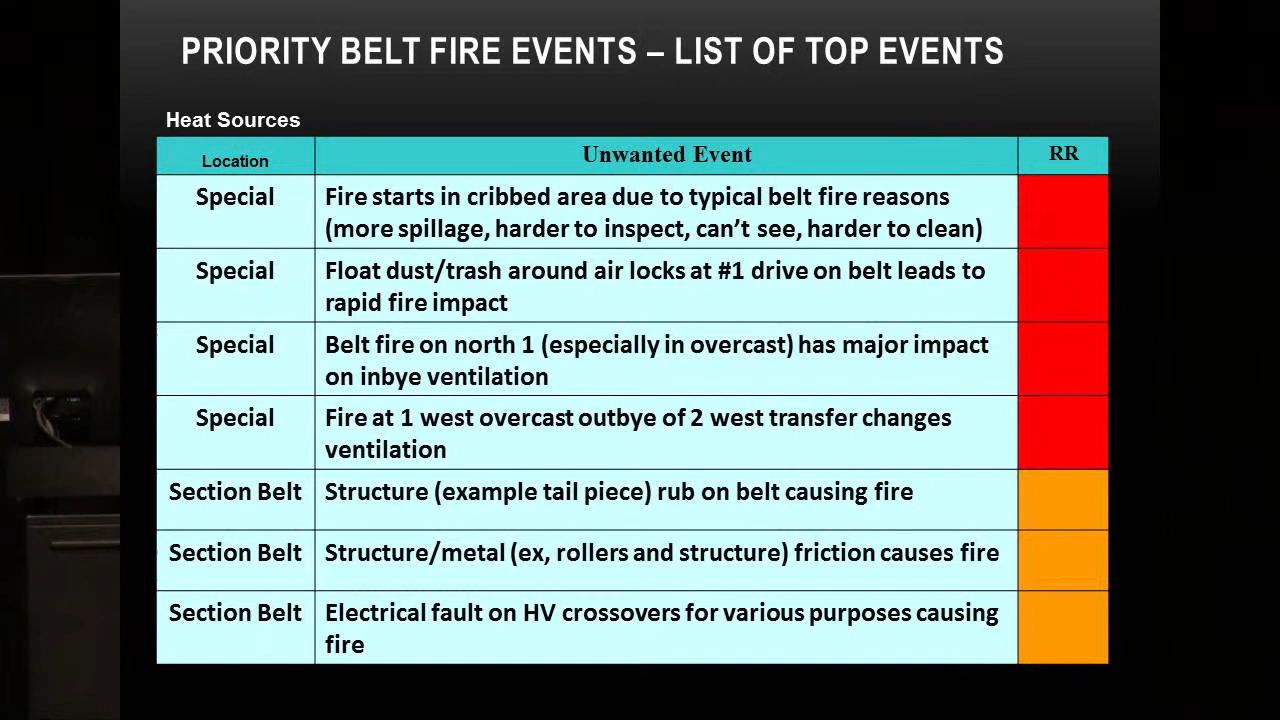 PRIORITY BELT FIRE EVENTS – LIST OF TOP EVENTS
Heat Sources
Location
Unwanted Event
RR
Special
Fire starts in cribbed area due to typical belt fire reasons
(more spillage, harder to inspect, can’t see, harder to clean)
Special
Float dust/trash around air locks at #1 drive on belt leads to
rapid fire impact
Special
Belt fire on north 1 (especially in overcast) has major impact
on inbye ventilation
Special
Fire at 1 west overcast outbye of 2 west transfer changes
ventilation
Section Belt
Structure (example tail piece) rub on belt causing fire
Section Belt
Structure/metal (ex, rollers and structure) friction causes fire
Section Belt
Electrical fault on HV crossovers for various purposes causing
fire